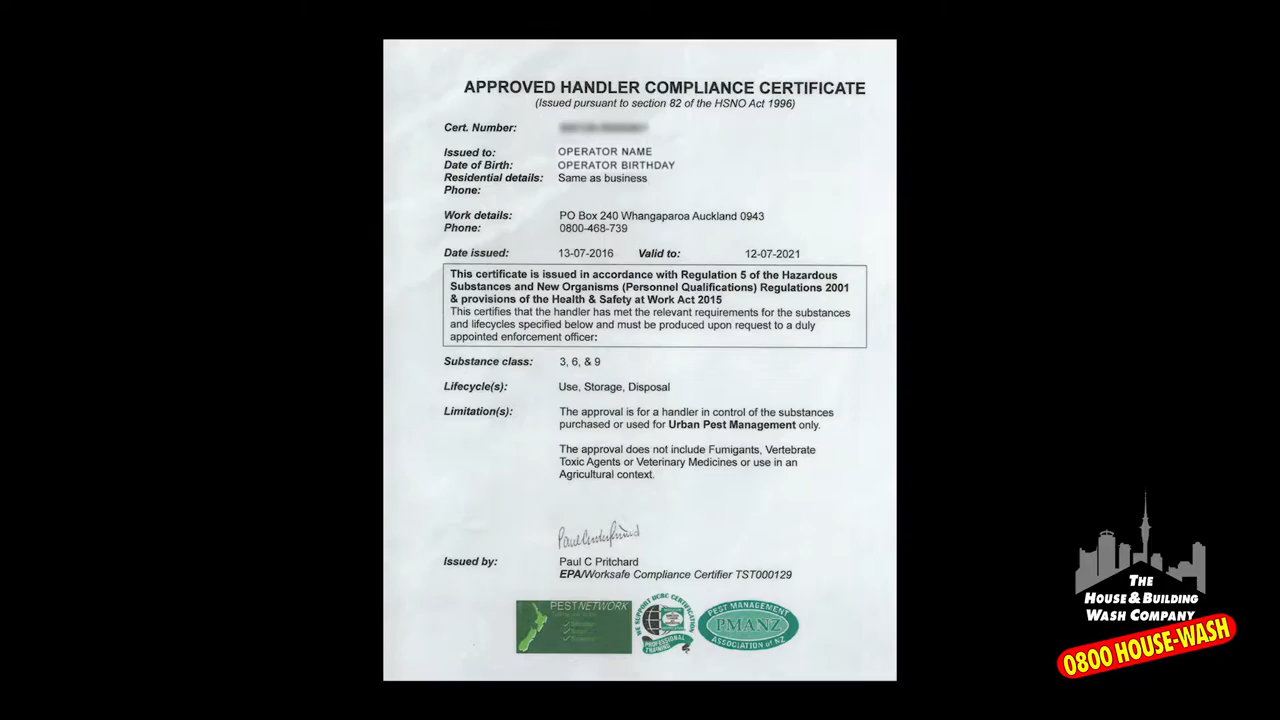 APPROVED HANDLER COMPLIANCE CERTIFICATE
(Issued pursuant to section 82 of the HSNO Act 1996)
Cert. Number:
Issued to: OPERATOR NAME
Date of Birth: OPERATOR BIRTHDAY
Residential details: Same as business
Phone:
Work details: PO Box 240 Whangaparoa Auckland 0943
Phone: 0800-468-739
Date issued: 13-07-2016 Valid to: 12-07-2021
This certificate is issued in accordance with Regulation 5 of the Hazardous
Substances and New Organisms (Personnel Qualifications) Regulations 2001
& provisions of the Health & Safety at Work Act 2015
This certifies that the handler has met the relevant requirements for the substances
and lifecycles specified below and must be produced upon request to a duly
appointed enforcement officer:
Substance class: 3, 6, & 9
Lifecycle(s): Use, Storage, Disposal
Limitation(s): The approval is for a handler in control of the substances
purchased or used for Urban Pest Management only.
The approval does not include Fumigants, Vertebrate
Toxic Agents or Veterinary Medicines or use in an
Agricultural context.
Issued by: Paul C Pritchard
EPA/Worksafe Compliance Certifier TST000129
PESTNETWORK
WE SUPPORT UCRC CERTIFICATION
PROFESSIONAL
TRAINING
PEST MANAGEMENT
PMANZ
ASSOCIATION of NZ
THE
HOUSE & BUILDING
WASH COMPANY
0800 HOUSE-WASH